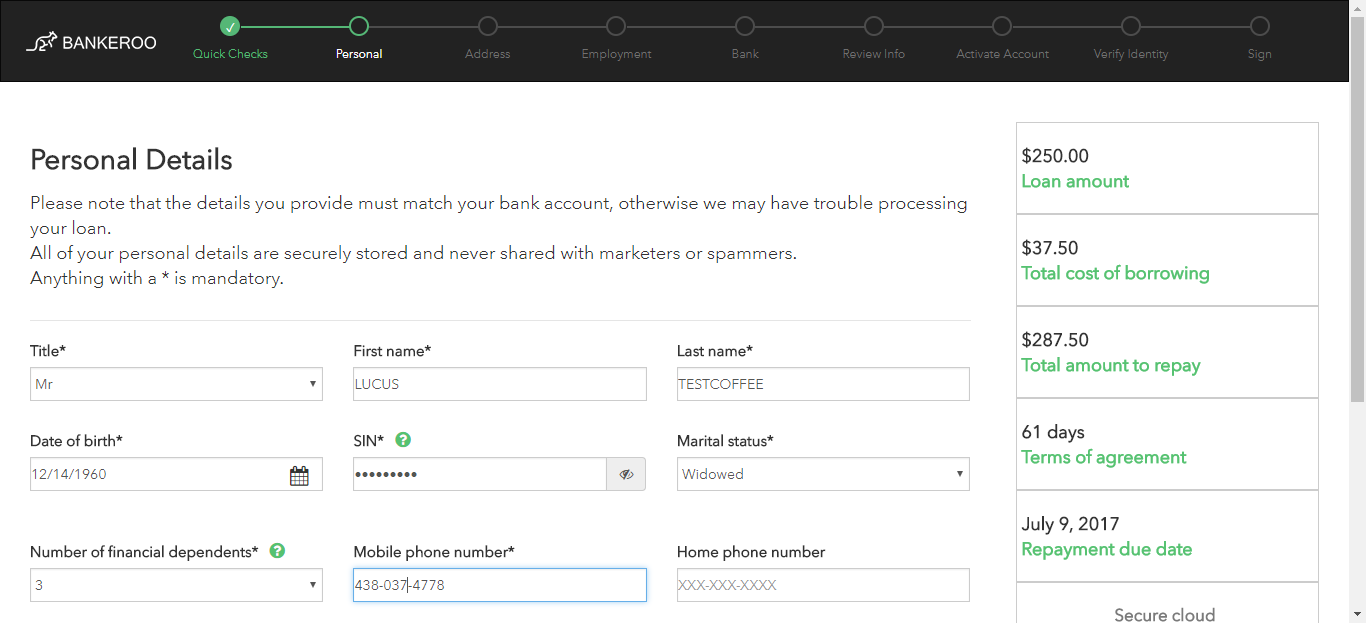 BANKEROO
Quick Checks
Personal
Address
Employment
Bank
Review Info
Activate Account
Verify Identity
Sign
Personal Details
Please note that the details you provide must match your bank account, otherwise we may have trouble processing
your loan.
All of your personal details are securely stored and never shared with marketers or spammers.
Anything with a * is mandatory.
Title*
First name*
Last name*
Mr
LUCUS
TESTCOFFEE
Date of birth*
SIN* ?
Marital status*
12/14/1960
•••••••••
Widowed
Number of financial dependents* ?
Mobile phone number*
Home phone number
3
438-037-4778
XXX-XXX-XXXX
$250.00
Loan amount
$37.50
Total cost of borrowing
$287.50
Total amount to repay
61 days
Terms of agreement
July 9, 2017
Repayment due date
Secure cloud